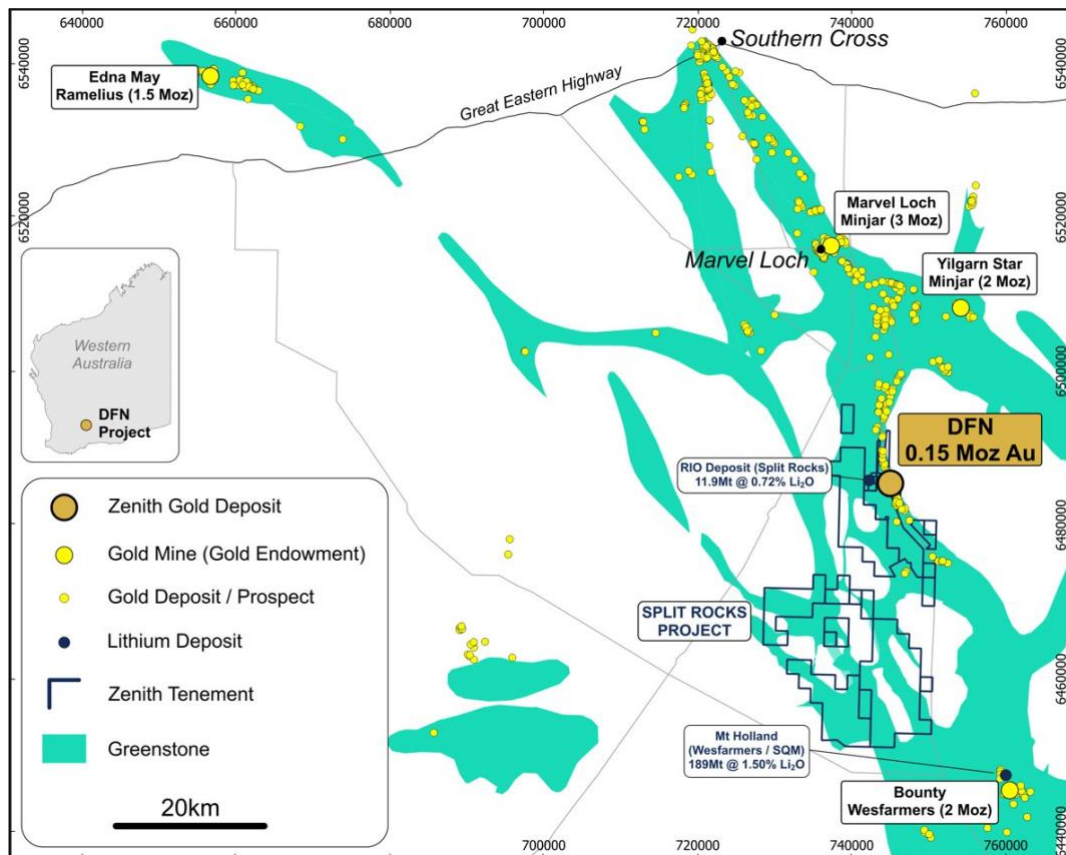 640000
660000
680000
700000
720000
740000
760000
6540000
6540000
Southern Cross
Edna May
Ramelius (1.5 Moz)
Great Eastern Highway
Marvel Loch
Minjar (3 Moz)
6520000
6520000
Marvel Loch
Yilgarn Star
Minjar (2 Moz)
Western
Australia
DFN
Project
6500000
DFN
0.15 Moz Au
RIO Deposit (Split Rocks)
11.9Mt @ 0.72% Li₂O
Zenith Gold Deposit
Gold Mine (Gold Endowment)
Gold Deposit / Prospect
Lithium Deposit
Zenith Tenement
Greenstone
20km
6480000
SPLIT ROCKS
PROJECT
6460000
Mt Holland
(Wesfarmers / SQM)
189Mt @ 1.50% Li₂O
Bounty
Wesfarmers (2 Moz)
6440000
700000
720000
740000
760000